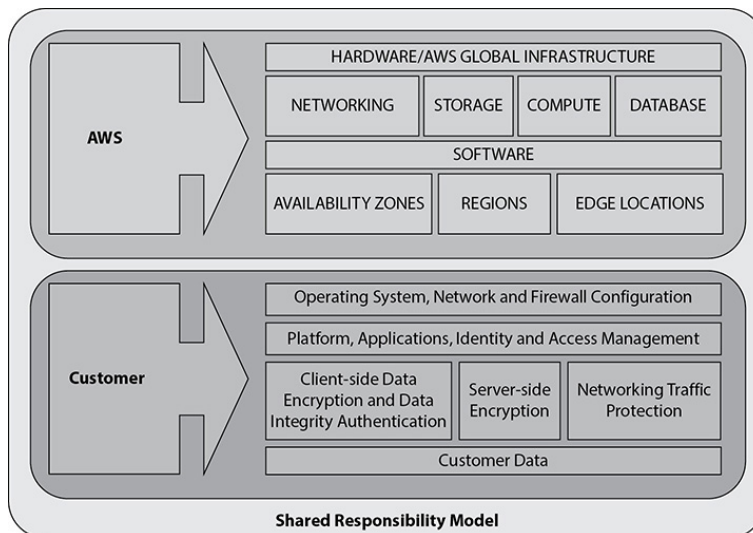 AWS
HARDWARE/AWS GLOBAL INFRASTRUCTURE
NETWORKING
STORAGE
COMPUTE
DATABASE
SOFTWARE
AVAILABILITY ZONES
REGIONS
EDGE LOCATIONS
Customer
Operating System, Network and Firewall Configuration
Platform, Applications, Identity and Access Management
Client-side Data
Encryption and Data
Integrity Authentication
Server-side
Encryption
Networking Traffic
Protection
Customer Data
Shared Responsibility Model